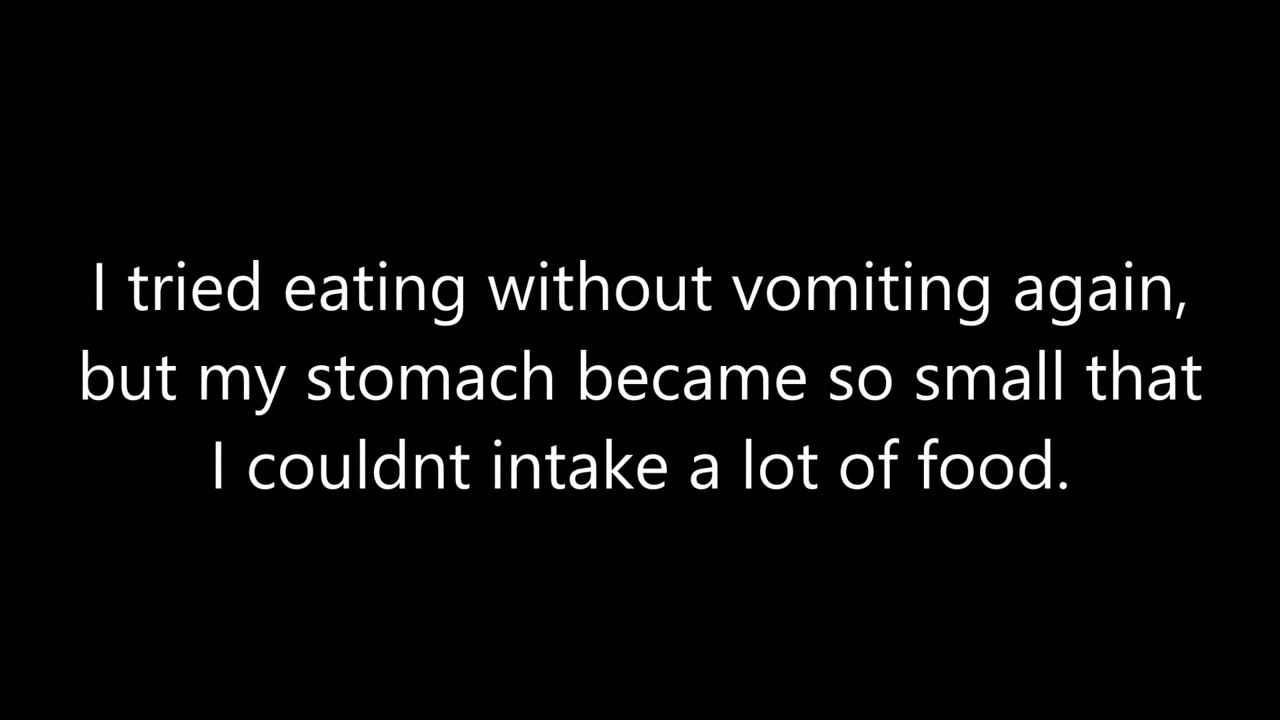 I tried eating without vomiting again,
but my stomach became so small that
I couldnt intake a lot of food.